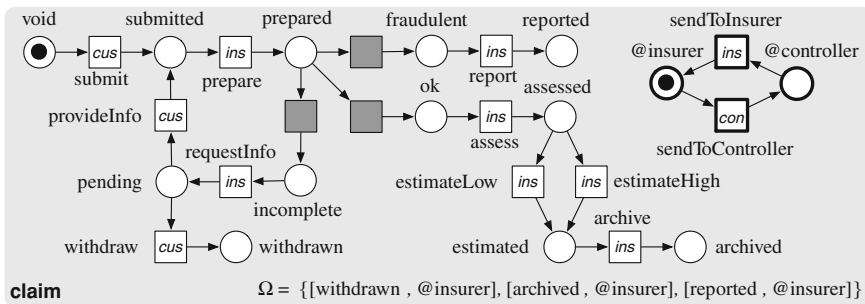 void submitted prepared fraudulent reported sendToInsurer
cus ins ins ins @insurer @controller
submit prepare report
ok assessed
provideInfo cus ins con
assess
requestInfo sendToController
pending ins estimateLow ins ins estimateHigh
incomplete archive
withdraw cus withdrawn estimated ins archived
claim Ω = {[withdrawn , @insurer], [archived , @insurer], [reported , @insurer]}